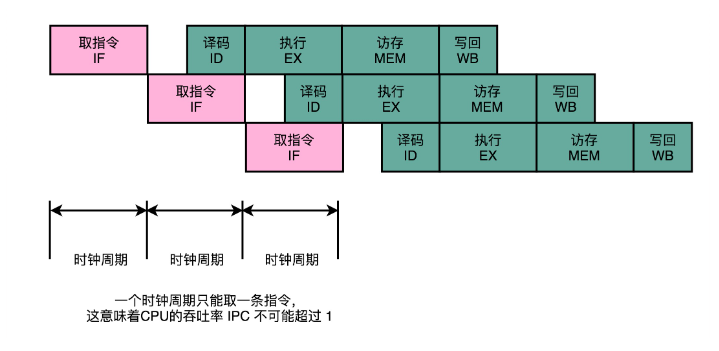 取指令
IF
译码
ID
执行
EX
访存
MEM
写回
WB
取指令
IF
译码
ID
执行
EX
访存
MEM
写回
WB
取指令
IF
译码
ID
执行
EX
访存
MEM
写回
WB
时钟周期
时钟周期
时钟周期
一个时钟周期只能取一条指令，
这意味着CPU的吞吐率 IPC 不可能超过 1